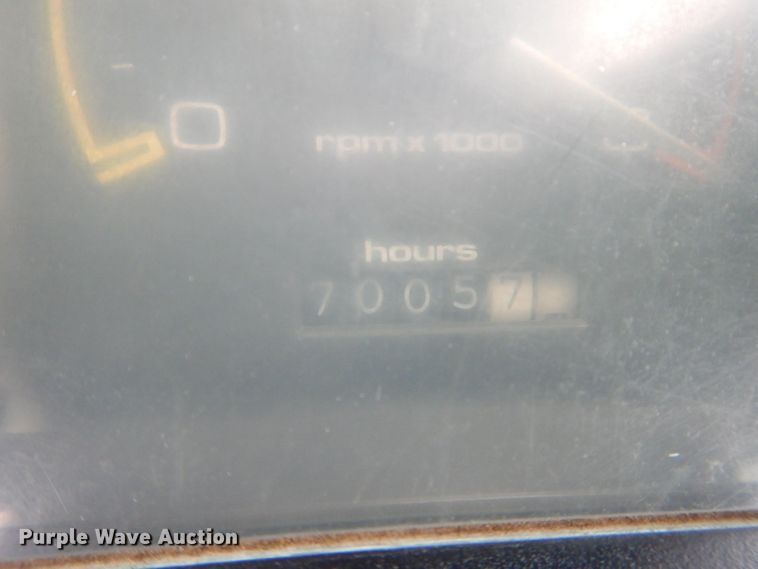 0
rpm x 1000
hours
70057
Purple Wave Auction